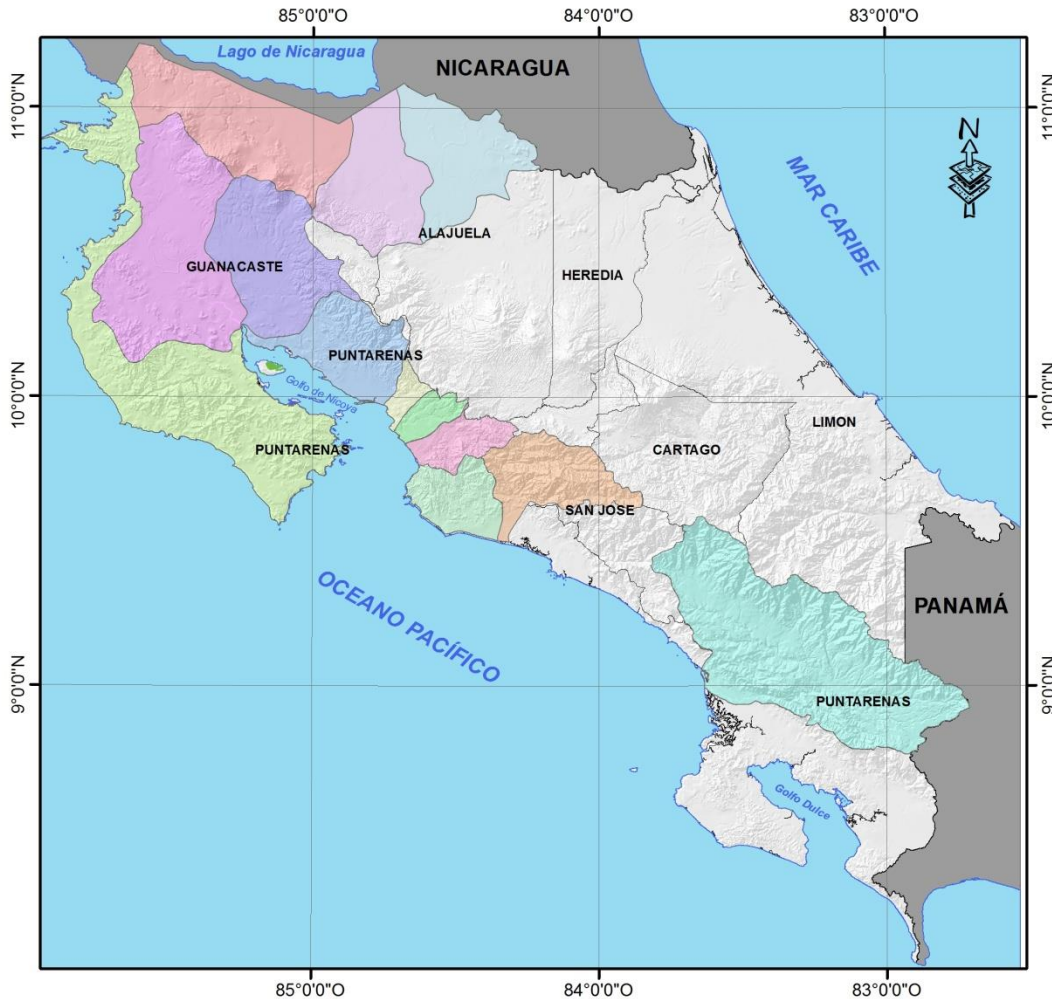 85°0'0"O
84°0'0"O
83°0'0"O
Lago de Nicaragua
NICARAGUA
11°0'0"N
11°0'0"N
N
MAR CARIBE
ALAJUELA
GUANACASTE
HEREDIA
PUNTARENAS
Golfo de Nicoya
10°0'0"N
10°0'0"N
LIMON
PUNTARENAS
CARTAGO
SAN JOSE
OCEANO PACÍFICO
PANAMÁ
9°0'0"N
9°0'0"N
PUNTARENAS
Golfo Dulce
85°0'0"O
84°0'0"O
83°0'0"O